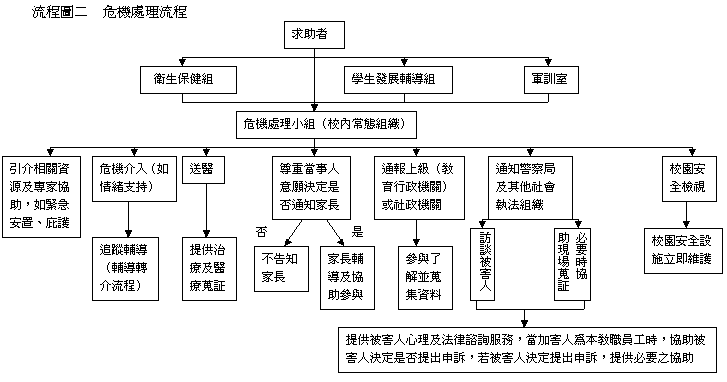 流程圖二　危機處理流程
求助者
衛生保健組
學生發展輔導組
軍訓室
危機處理小組（校內常態組織）
引介相關資
源及專家協
助，如緊急
安置、庇護
危機介入（如
情緒支持）
送醫
尊重當事人
意願決定是
否通知家長
通報上級（教
育行政機關）
或社政機關
通知警察局
及其他社會
執法組織
校園安
全檢視
否
是
追蹤輔導
（輔導轉
介流程）
提供治
療及醫
療蒐証
不告知
家長
家長輔
導及協
助參與
參與了
解並蒐
集資料
訪談被害人
必要時協
助現場蒐証
校園安全設
施立即維護
提供被害人心理及法律諮詢服務，當加害人為本教職員工時，協助被
害人決定是否提出申訴，若被害人決定提出申訴，提供必要之協助